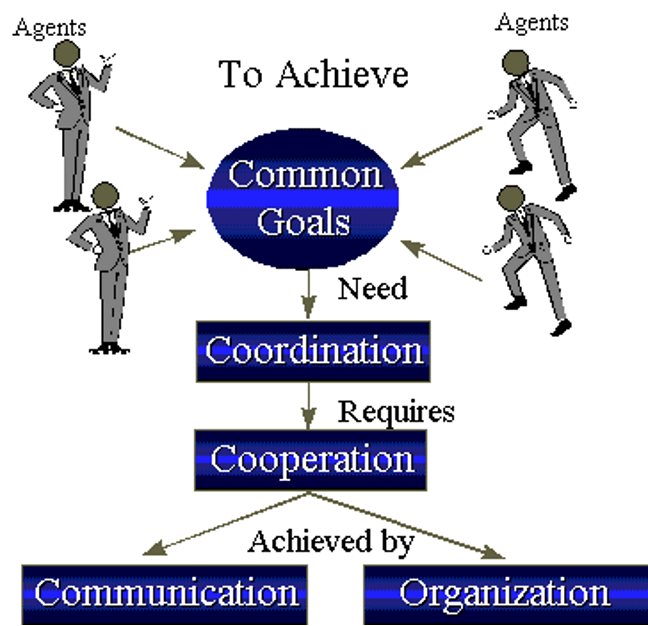 Agents
Agents
To Achieve
Common
Goals
Need
Coordination
Requires
Cooperation
Achieved by
Communication
Organization